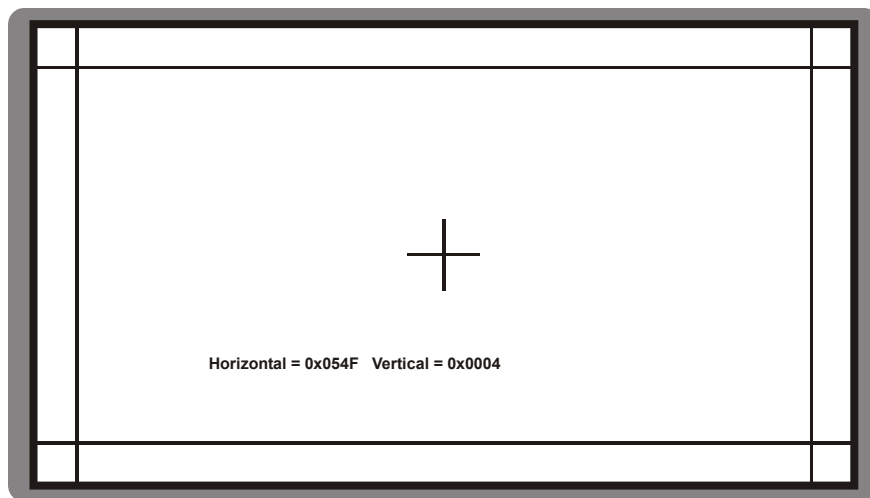 Horizontal = 0x054F Vertical = 0x0004